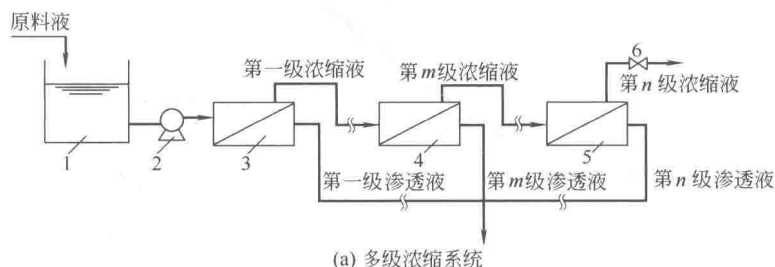 原料液
第一级浓缩液
第m级浓缩液
6
第n级浓缩液
1
2
3
4
5
第一级渗透液
第m级渗透液
第n级渗透液
(a) 多级浓缩系统